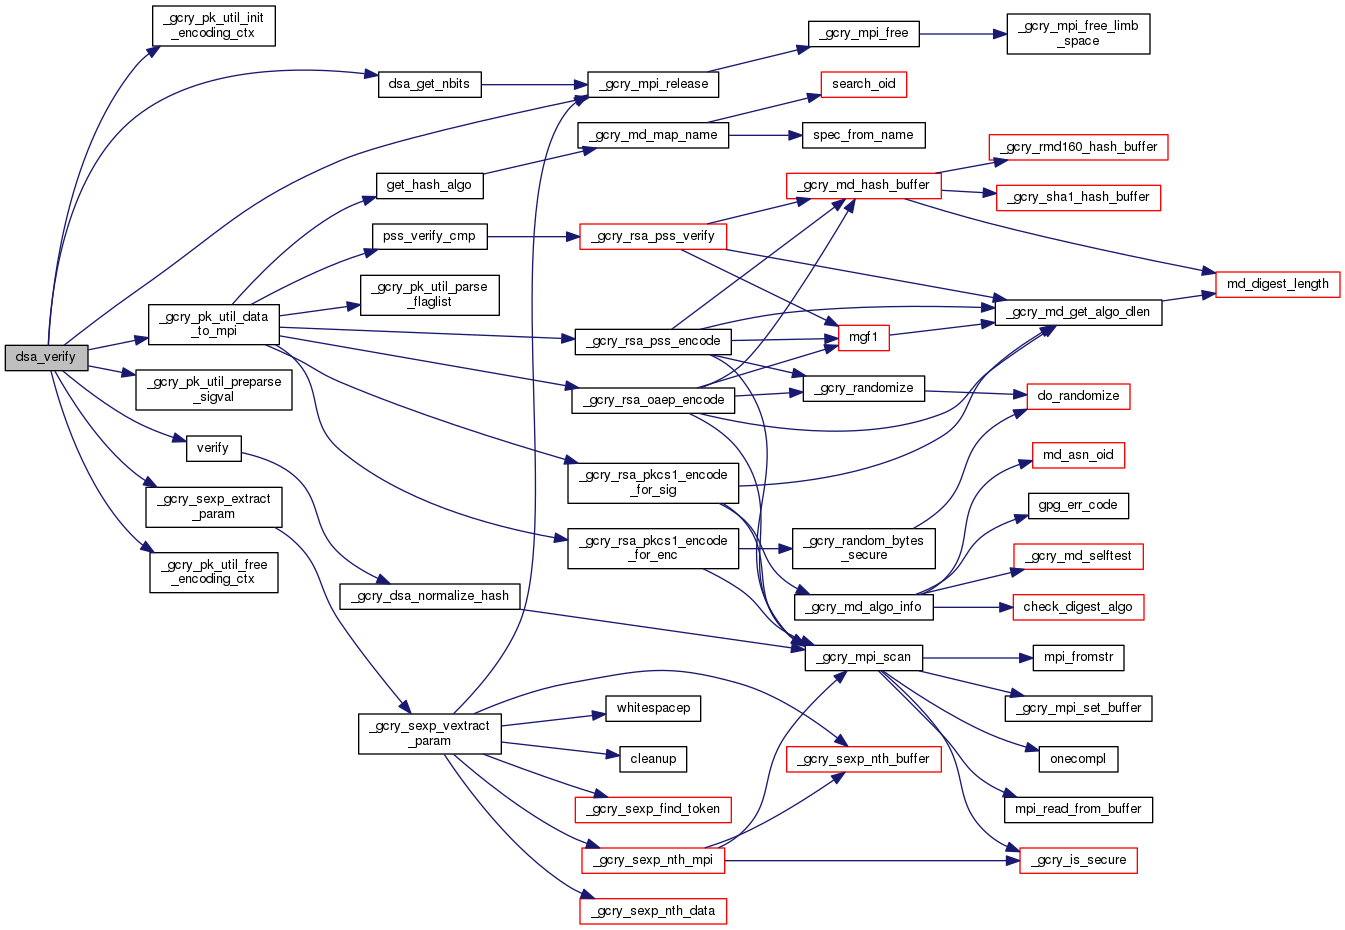 dsa_verify
_gcry_pk_util_init
_encoding_ctx
dsa_get_nbits
_gcry_pk_util_data
_to_mpi
_gcry_pk_util_preparse
_sigval
verify
_gcry_sexp_extract
_param
_gcry_pk_util_free
_encoding_ctx
get_hash_algo
pss_verify_cmp
_gcry_pk_util_parse
_flaglist
_gcry_dsa_normalize_hash
_gcry_sexp_vextract
_param
_gcry_mpi_release
_gcry_md_map_name
_gcry_rsa_pss_verify
_gcry_rsa_pss_encode
_gcry_rsa_oaep_encode
_gcry_rsa_pkcs1_encode
_for_sig
_gcry_rsa_pkcs1_encode
_for_enc
whitespacep
cleanup
_gcry_sexp_find_token
_gcry_sexp_nth_mpi
_gcry_sexp_nth_data
_gcry_mpi_free
search_oid
spec_from_name
_gcry_md_hash_buffer
mgf1
_gcry_randomize
_gcry_random_bytes
_secure
_gcry_md_algo_info
_gcry_mpi_scan
_gcry_sexp_nth_buffer
_gcry_mpi_free_limb
_space
_gcry_rmd160_hash_buffer
_gcry_sha1_hash_buffer
_gcry_md_get_algo_dlen
do_randomize
md_asn_oid
gpg_err_code
_gcry_md_selftest
check_digest_algo
mpi_fromstr
_gcry_mpi_set_buffer
onecompl
mpi_read_from_buffer
_gcry_is_secure
md_digest_length